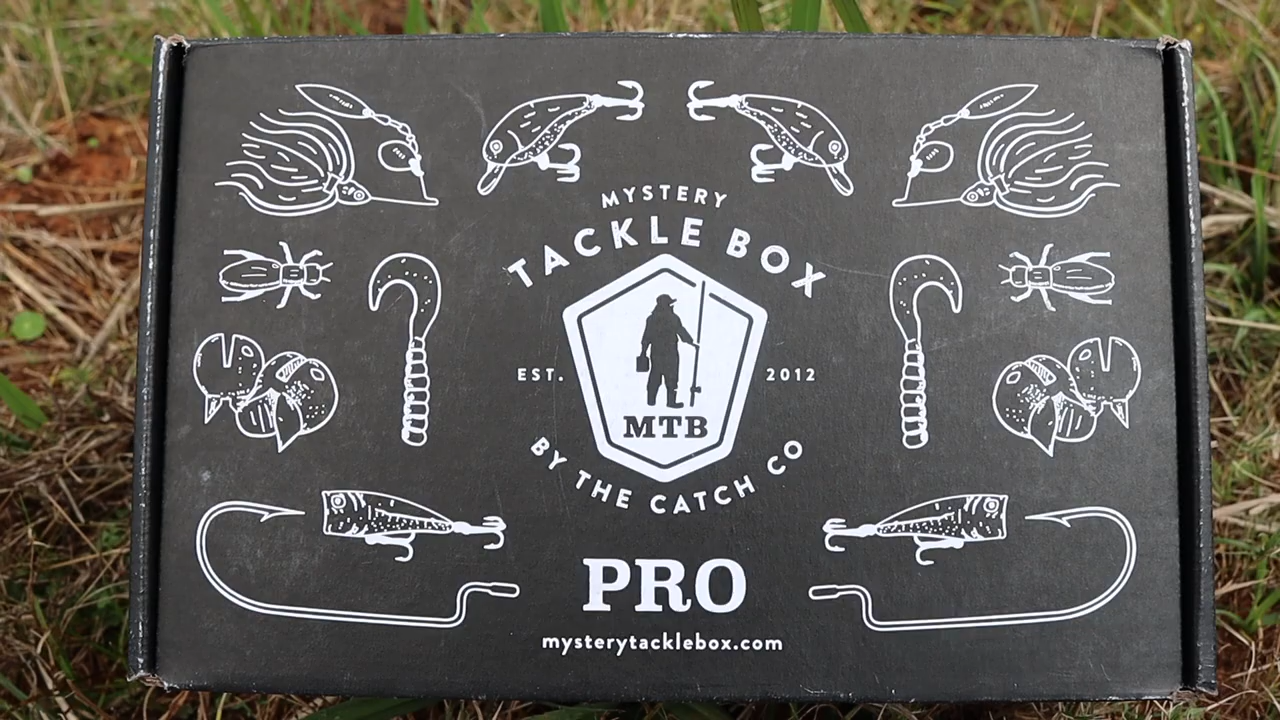 MYSTERY
TACKLE BOX
EST. 2012
MTB
BY THE CATCH CO
PRO
mysterytacklebox.com